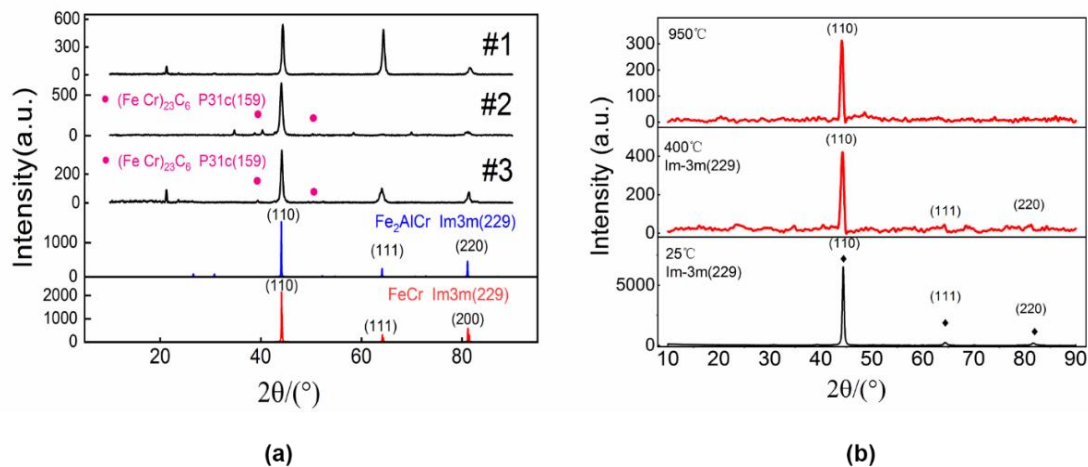 600
300
0
#1
(Fe Cr)₂₃C₆ P31c(159)
500
0
#2
(Fe Cr)₂₃C₆ P31c(159)
200
0
#3
(110)
Fe₂AlCr Im3m(229)
1000
0
(111)
(220)
(110)
FeCr Im3m(229)
2000
1000
0
(111)
(200)
20 40 60 80
2θ/(°)
Intensity(a.u.)
(a)
950℃
(110)
300
200
100
0
400℃
Im-3m(229)
(110)
400
200
0
(111)
(220)
25℃
Im-3m(229)
(110)
5000
0
(111)
(220)
10 20 30 40 50 60 70 80 90
2θ/(°)
Intensity (a.u.)
(b)